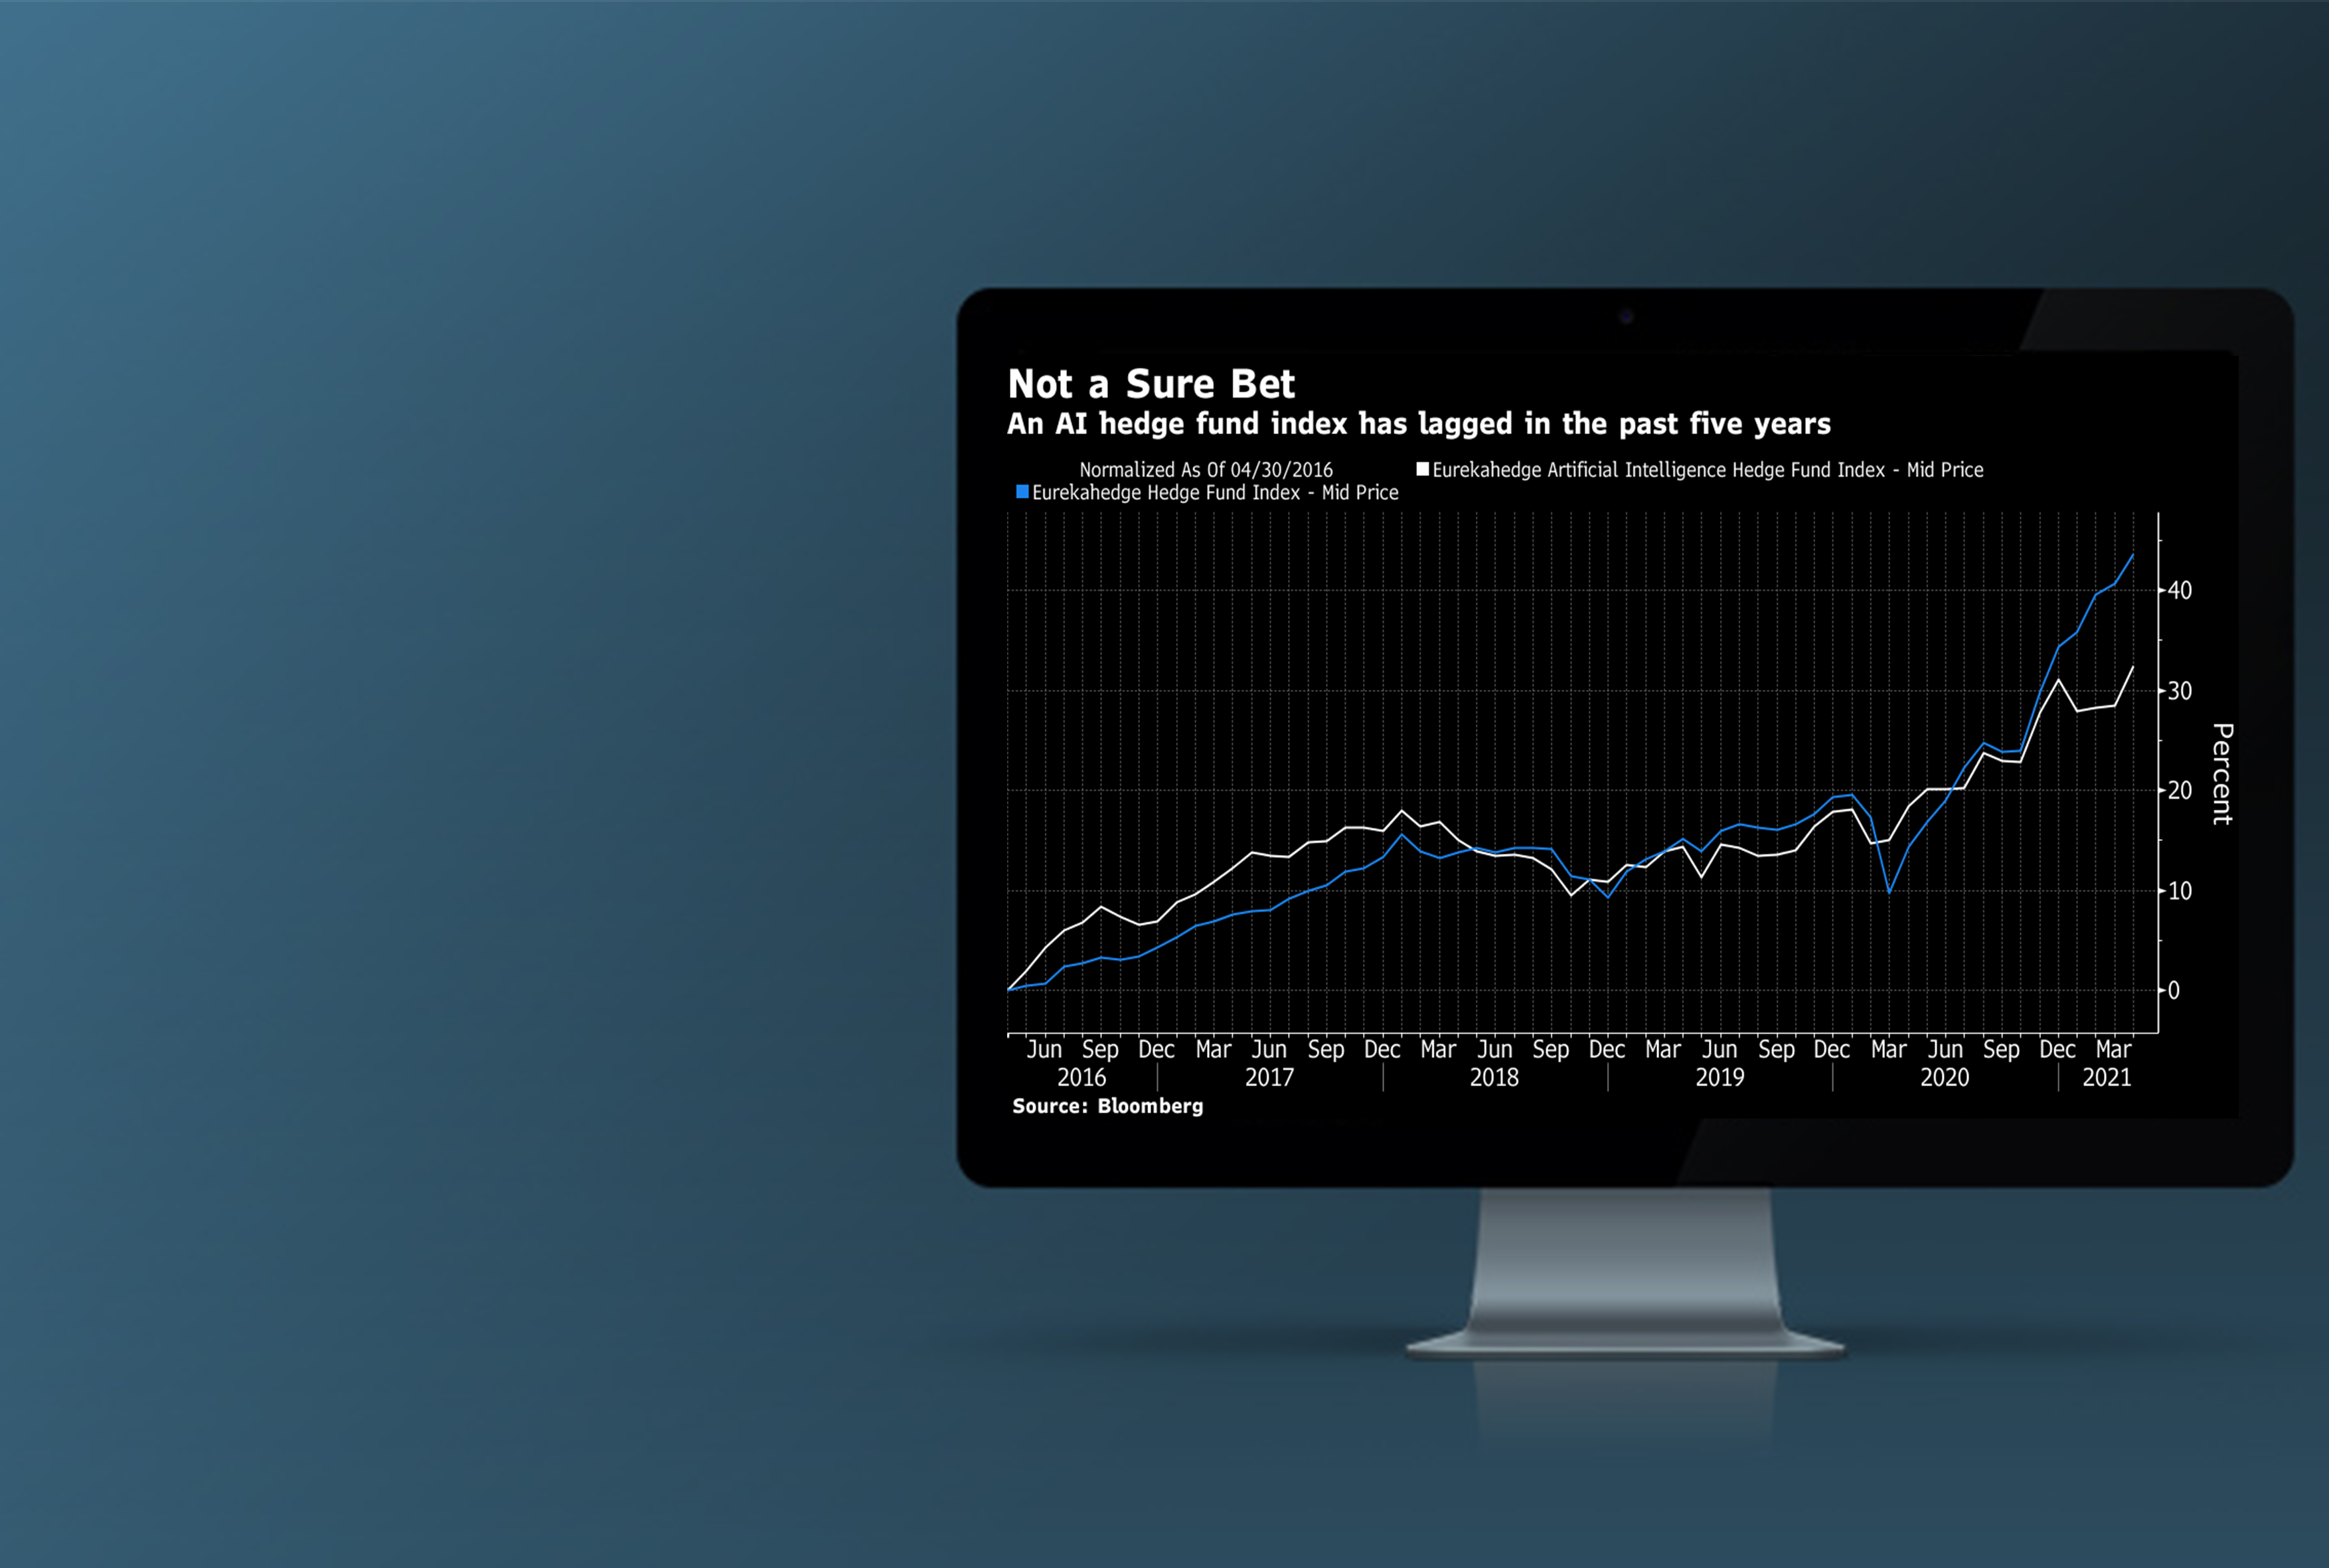 Not a Sure Bet
An AI hedge fund index has lagged in the past five years
Normalized As Of 04/30/2016 Eurekahedge Artificial Intelligence Hedge Fund Index - Mid Price
Eurekahedge Hedge Fund Index - Mid Price
40
30
20
10
0
Percent
Jun Sep Dec Mar Jun Sep Dec Mar Jun Sep Dec Mar Jun Sep Dec Mar Jun Sep Dec Mar
2016 2017 2018 2019 2020 2021
Source: Bloomberg